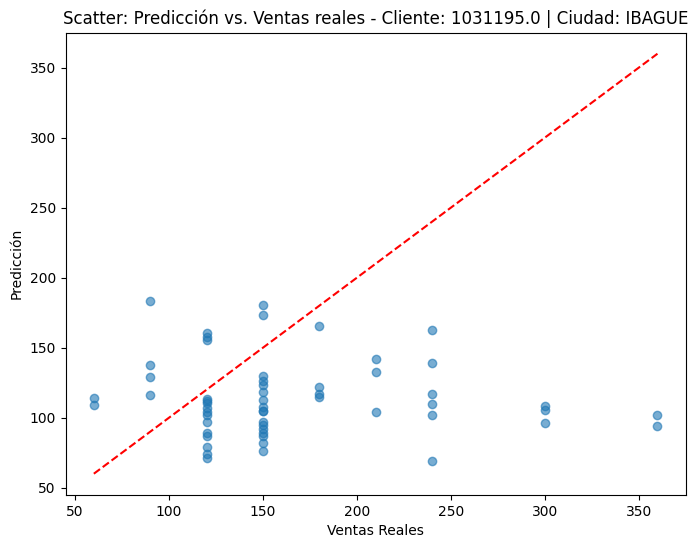 Scatter: Predicción vs. Ventas reales - Cliente: 1031195.0 | Ciudad: IBAGUE
350
300
250
200
150
100
50
Predicción
50 100 150 200 250 300 350
Ventas Reales